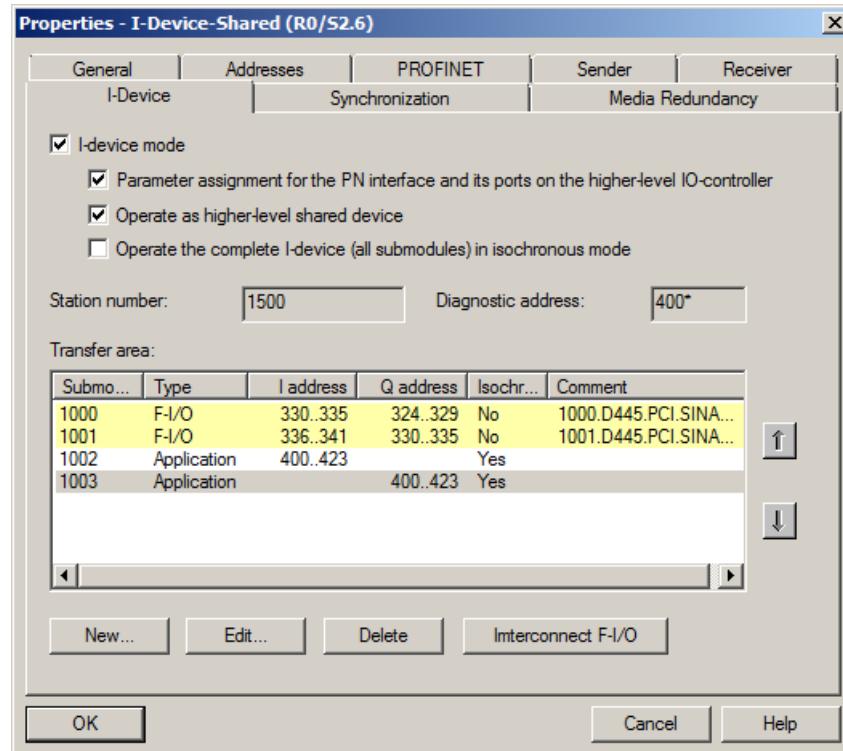 Properties - I-Device-Shared (R0/S2.6)
General Addresses PROFINET Sender Receiver
I-Device Synchronization Media Redundancy
I-device mode
Parameter assignment for the PN interface and its ports on the higher-level IO-controller
Operate as higher-level shared device
Operate the complete I-device (all submodules) in isochronous mode
Station number: 1500 Diagnostic address: 400*
Transfer area:
Submo... Type I address Q address Isochr... Comment
1000 F-I/O 330..335 324..329 No 1000.D445.PCI.SINA...
1001 F-I/O 336..341 330..335 No 1001.D445.PCI.SINA...
1002 Application 400..423 Yes
1003 Application 400..423 Yes
New... Edit... Delete Imterconnect F-I/O
OK Cancel Help